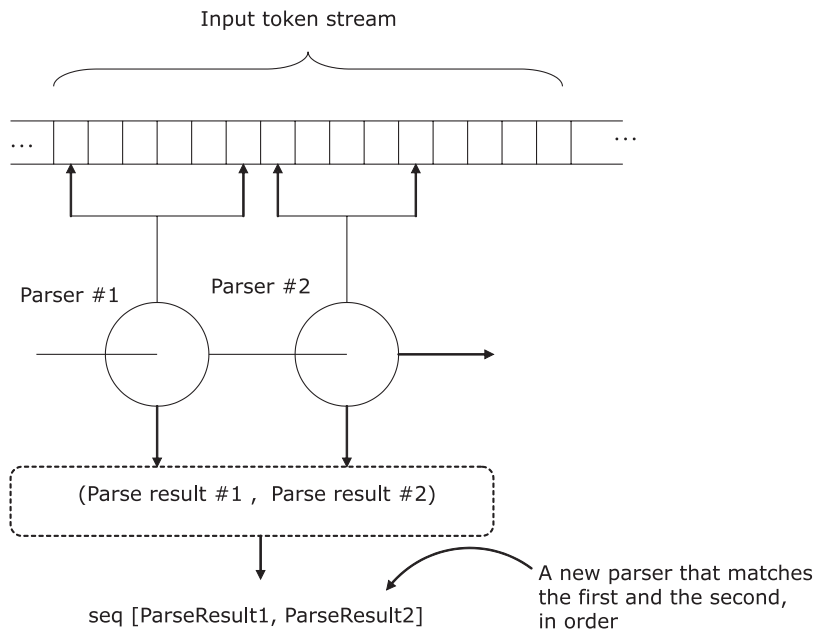 Input token stream
... ...
Parser #1
Parser #2
(Parse result #1 , Parse result #2)
seq [ParseResult1, ParseResult2]
A new parser that matches
the first and the second,
in order